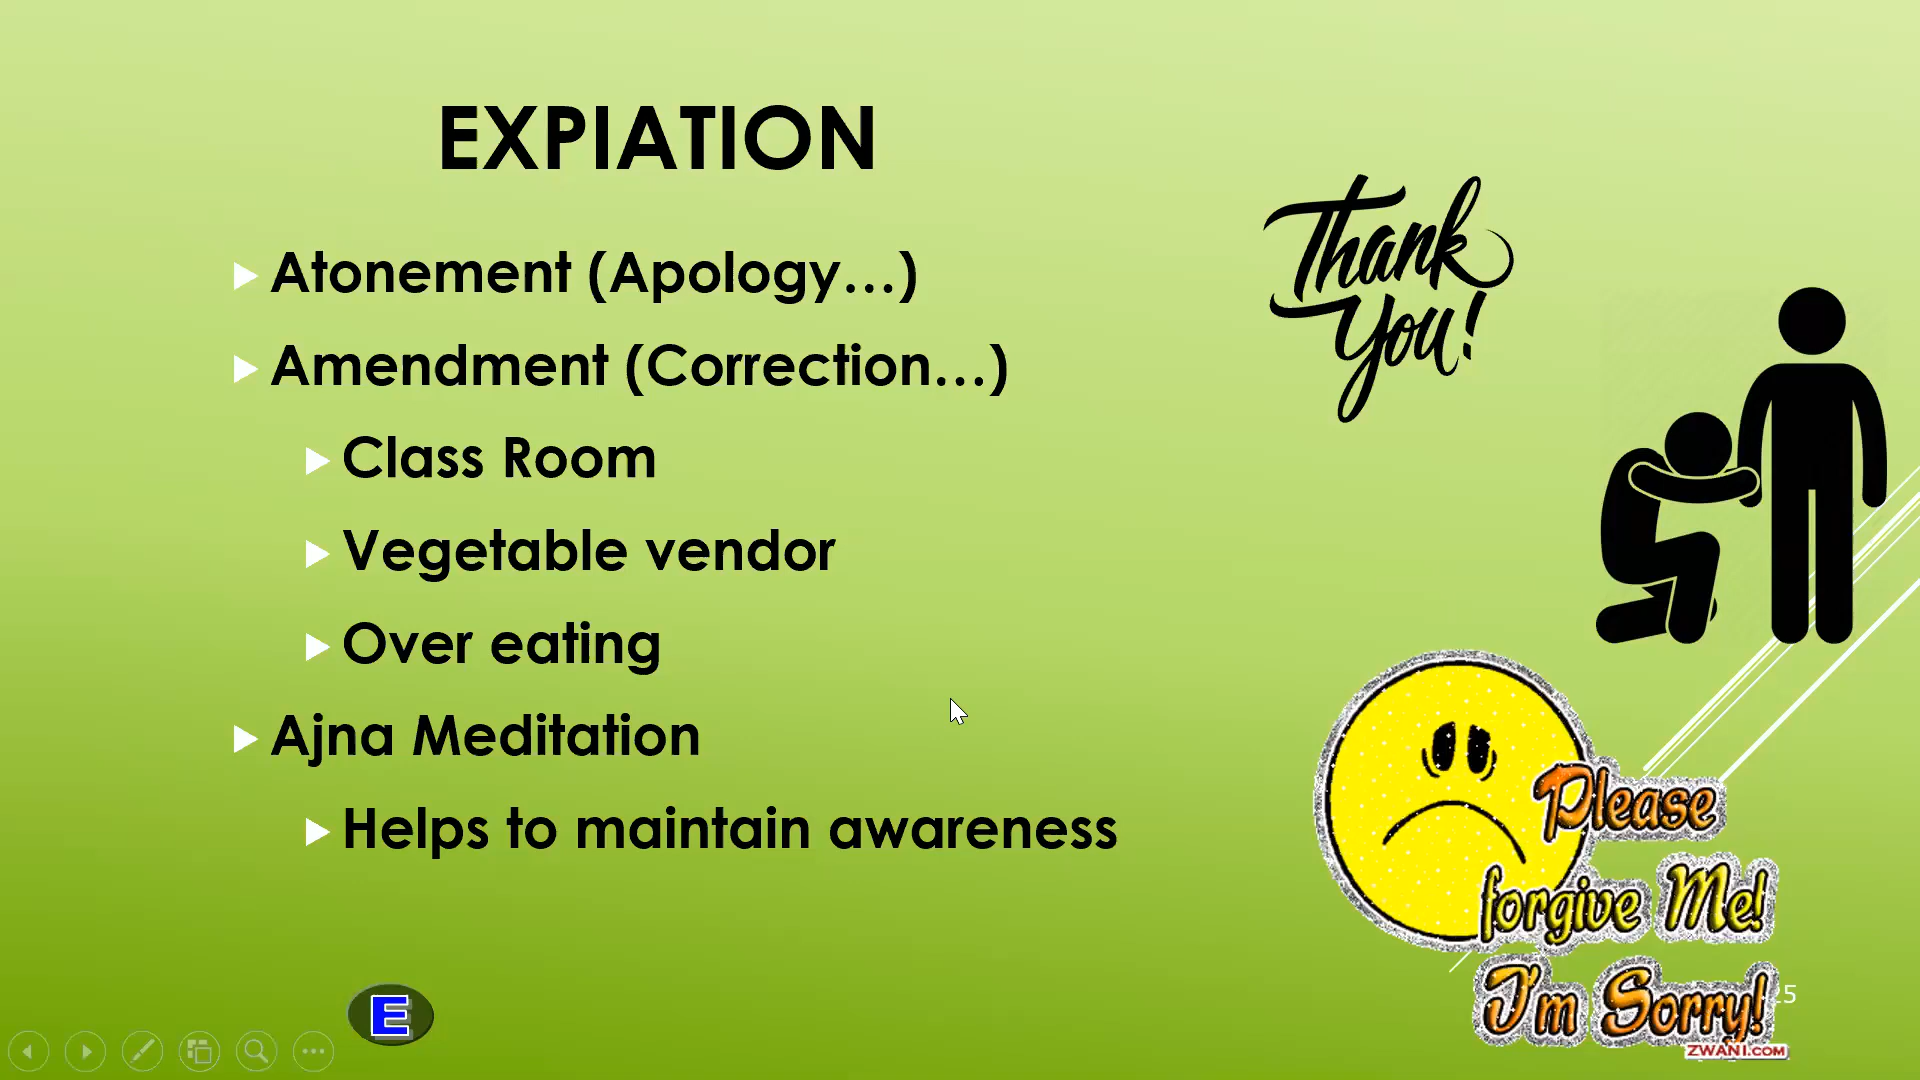 EXPIATION
Atonement (Apology...)
Amendment (Correction...)
Class Room
Vegetable vendor
Over eating
Ajna Meditation
Helps to maintain awareness
Thank
You!
Please
forgive Me!
I'm Sorry!
ZWANI.COM
E